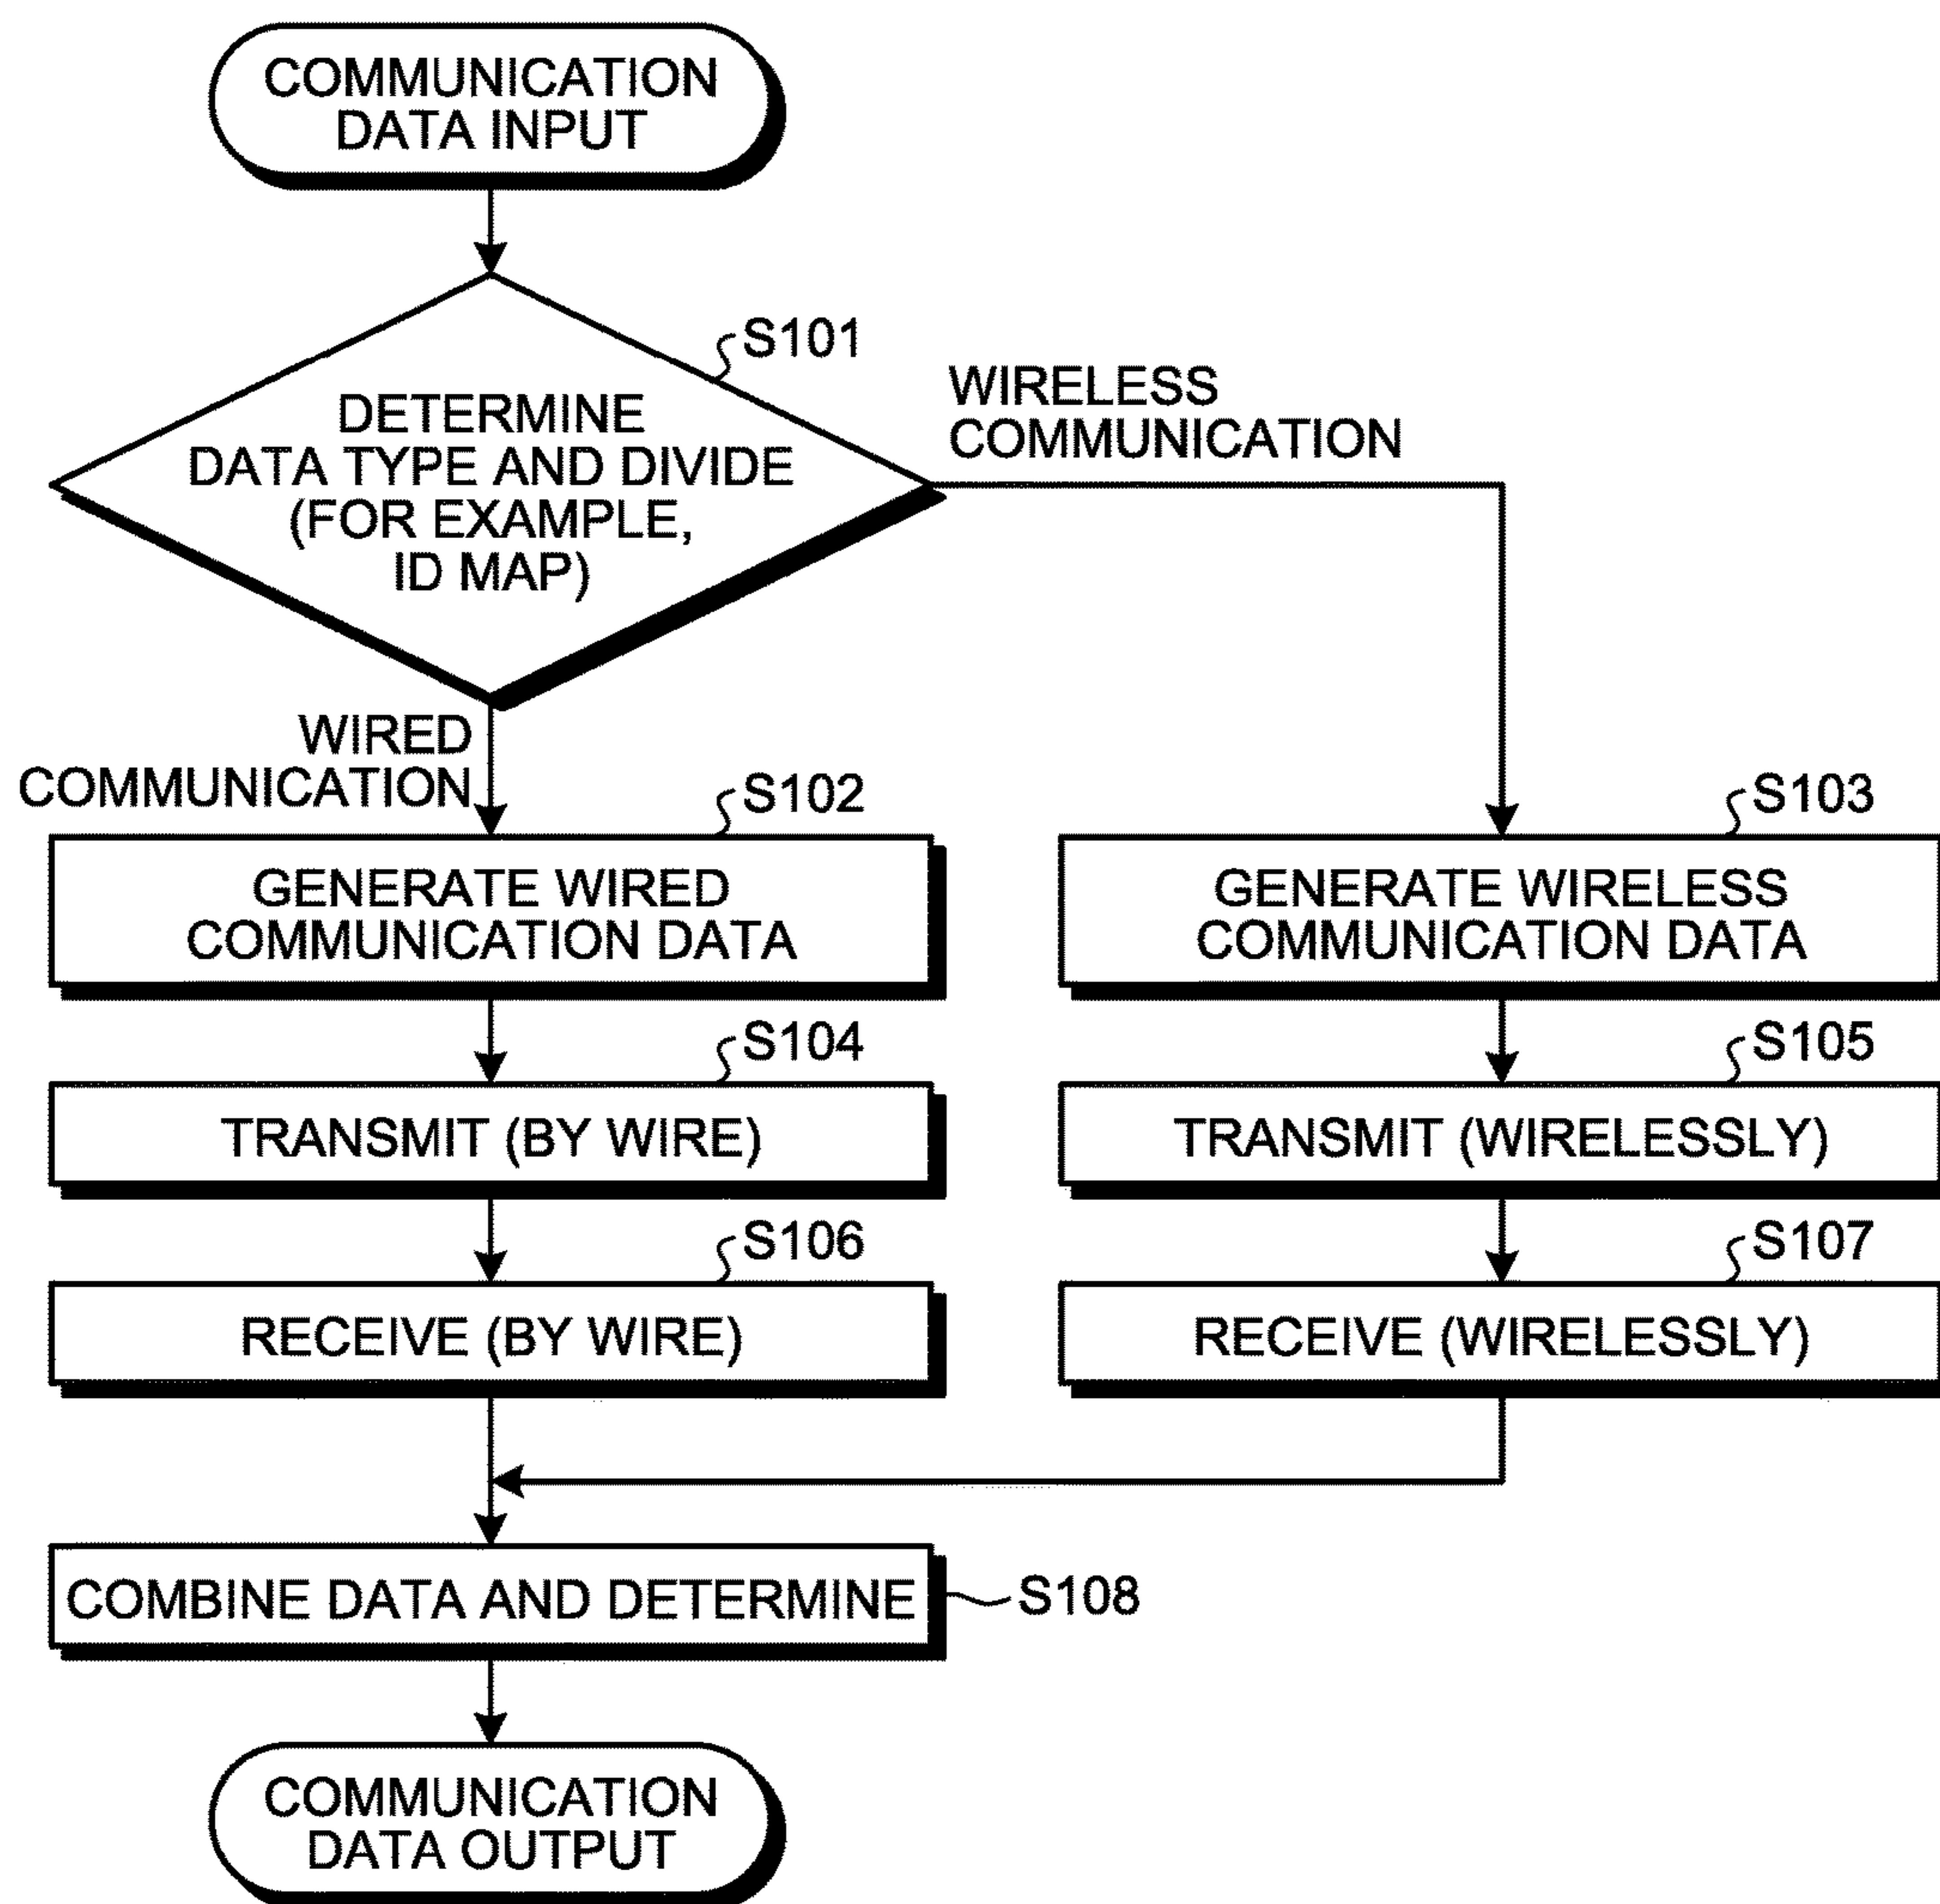 COMMUNICATION
DATA INPUT
S101
DETERMINE
DATA TYPE AND DIVIDE
(FOR EXAMPLE,
ID MAP)
WIRELESS
COMMUNICATION
WIRED
COMMUNICATION
S102
GENERATE WIRED
COMMUNICATION DATA
S103
GENERATE WIRELESS
COMMUNICATION DATA
S104
TRANSMIT (BY WIRE)
S105
TRANSMIT (WIRELESSLY)
S106
RECEIVE (BY WIRE)
S107
RECEIVE (WIRELESSLY)
COMBINE DATA AND DETERMINE
S108
COMMUNICATION
DATA OUTPUT